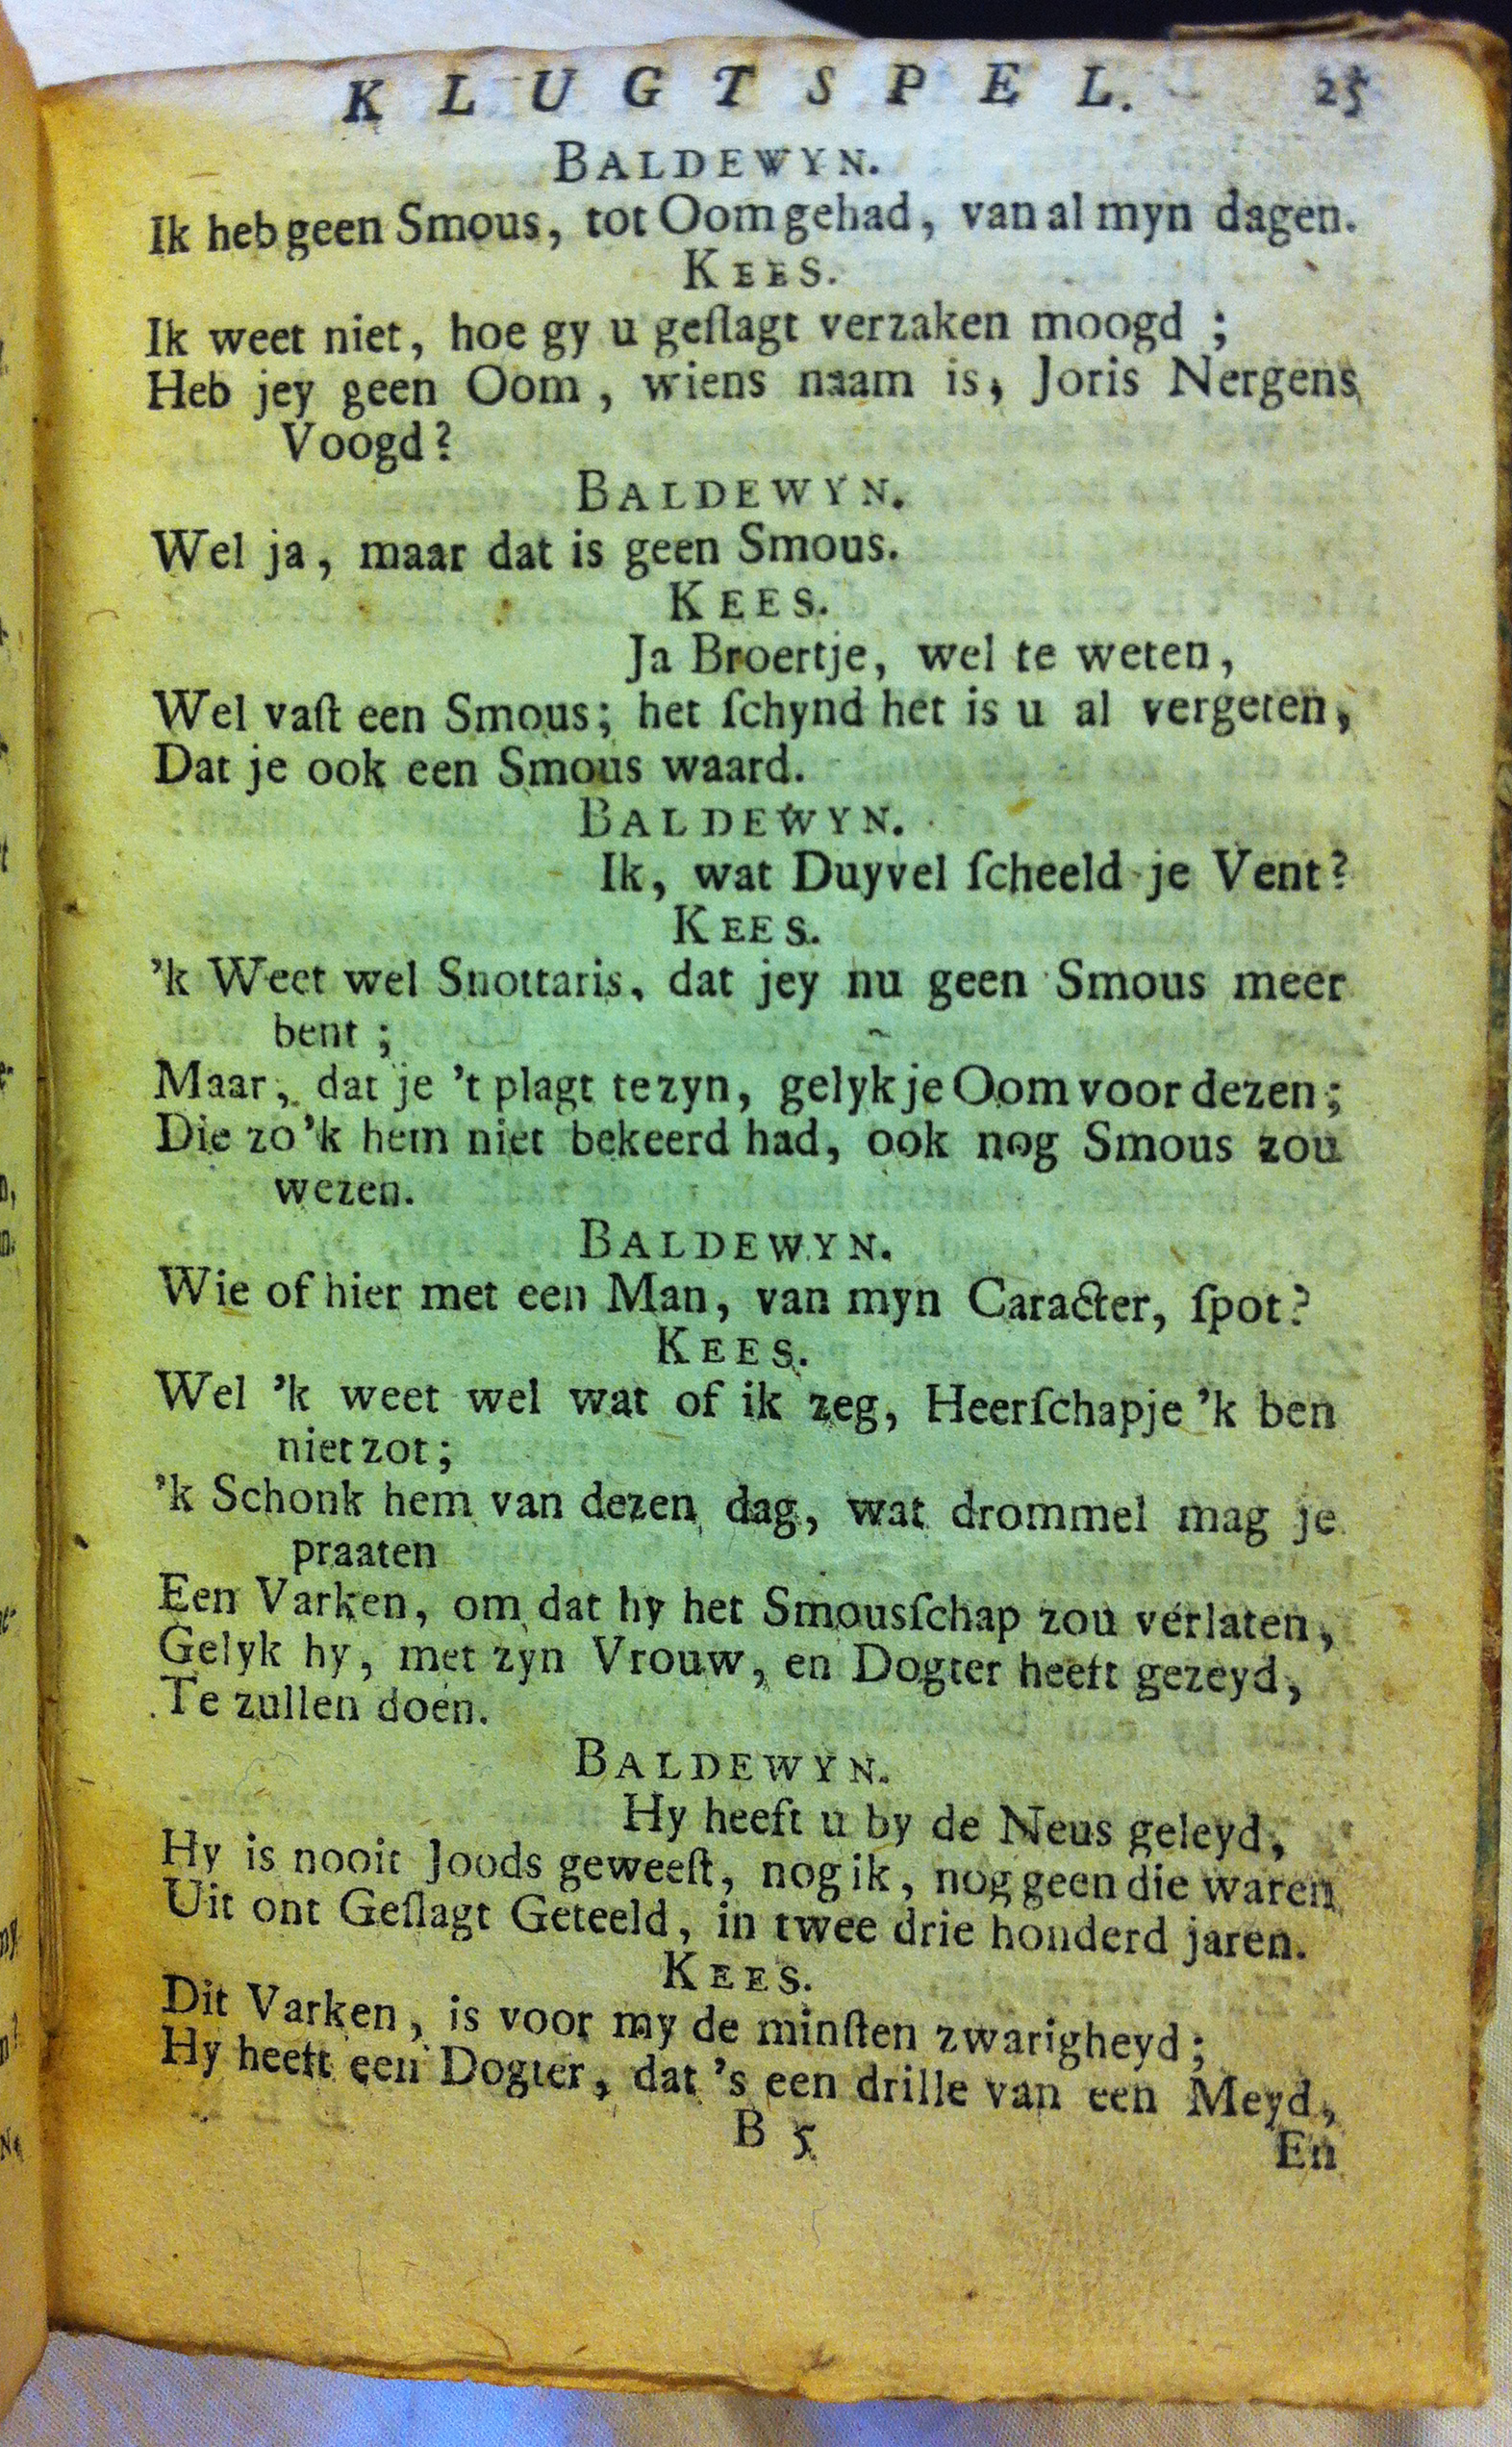 KLUGTSPEL. 25
BALDEWYN.
Ik heb geen Smous, tot Oom gehad, van al myn dagen.
KEES.
Ik weet niet, hoe gy u geſlagt verzaken moogd ;
Heb jey geen Oom , wiens naam is, Joris Nergens
Voogd?
BALDEWYN.
Wel ja, maar dat is geen Smous.
KEES.
Ja Broertje, wel te weten,
Wel vaſt een Smous; het ſchynd het is u al vergeten,
Dat je ook een Smous waard.
BALDEWYN.
Ik, wat Duyvel ſcheeld je Vent?
KEES.
'k Weet wel Snottaris, dat jey nu geen Smous meer
bent ;
Maar, dat je 't plagt te zyn, gelyk je Oom voor dezen;
Die zo 'k hem niet bekeerd had, ook nog Smous zou
wezen.
BALDEWYN.
Wie of hier met een Man, van myn Caracter, ſpot?
KEES.
Wel 'k weet wel wat of ik zeg, Heerſchapje 'k ben
niet zot;
'k Schonk hem van dezen dag, wat drommel mag je
praaten
Een Varken, om dat hy het Smousſchap zou verlaten,
Gelyk hy, met zyn Vrouw, en Dogter heeft gezeyd,
Te zullen doen.
BALDEWYN.
Hy heeft u by de Neus geleyd,
Hy is nooit Joods geweeſt, nog ik, nog geen die waren
Uit ont Geſlagt Geteeld, in twee drie honderd jaren.
KEES.
Dit Varken, is voor my de minſten zwarigheyd;
Hy heeft een Dogter, dat 's een drille van een Meyd,
B 5
En